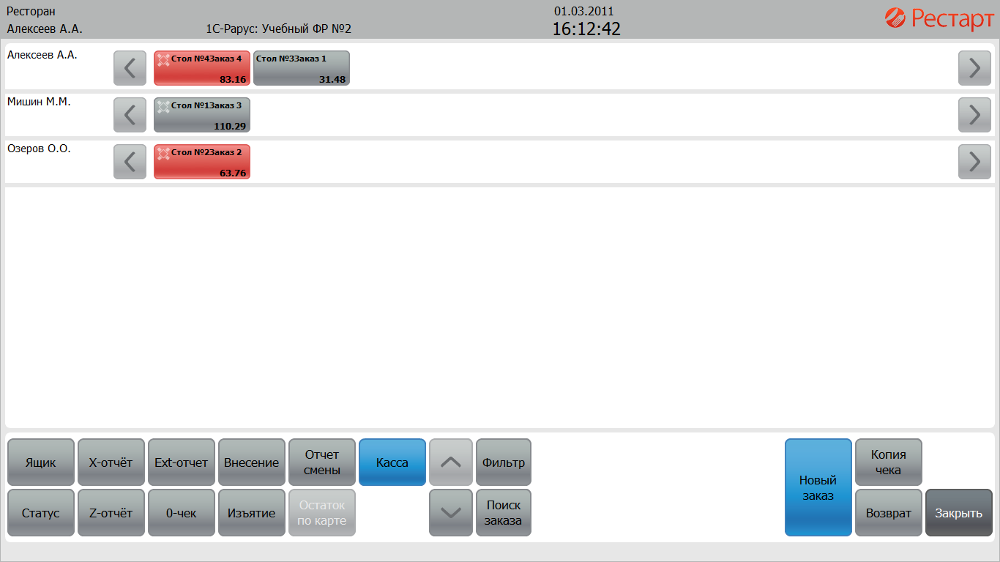 Ресторан
01.03.2011
Рестарт
Алексеев А.А.
1С-Рарус: Учебный ФР №2
16:12:42
Алексеев А.А.
Стол №4Заказ 4
83.16
Стол №3Заказ 1
31.48
Мишин М.М.
Стол №1Заказ 3
110.29
Озеров О.О.
Стол №2Заказ 2
63.76
Ящик
X-отчёт
Ext-отчет
Внесение
Отчет
смены
Касса
Фильтр
Новый
заказ
Копия
чека
Статус
Z-отчёт
0-чек
Изъятие
Остаток
по карте
Поиск
заказа
Возврат
Закрыть